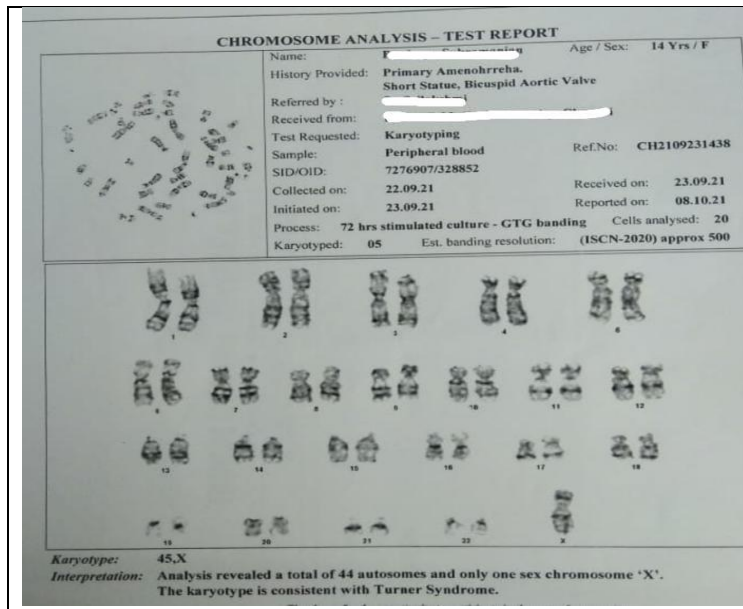 CHROMOSOME ANALYSIS – TEST REPORT
Name: Age / Sex: 14 Yrs / F
History Provided: Primary Amenohrreha.
Short Statue, Bicuspid Aortic Valve
Referred by :
Received from:
Test Requested: Karyotyping
Sample: Peripheral blood Ref.No: CH2109231438
SID/OID: 7276907/328852
Collected on: 22.09.21 Received on: 23.09.21
Initiated on: 23.09.21 Reported on: 08.10.21
Process: 72 hrs stimulated culture - GTG banding Cells analysed: 20
Karyotyped: 05 Est. banding resolution: (ISCN-2020) approx 500
1 2 3 4
6 7 8 9 10 11 12
13 14 15 16 17 18
19 20 21 22 X
Karyotype: 45,X
Interpretation: Analysis revealed a total of 44 autosomes and only one sex chromosome 'X'.
The karyotype is consistent with Turner Syndrome.